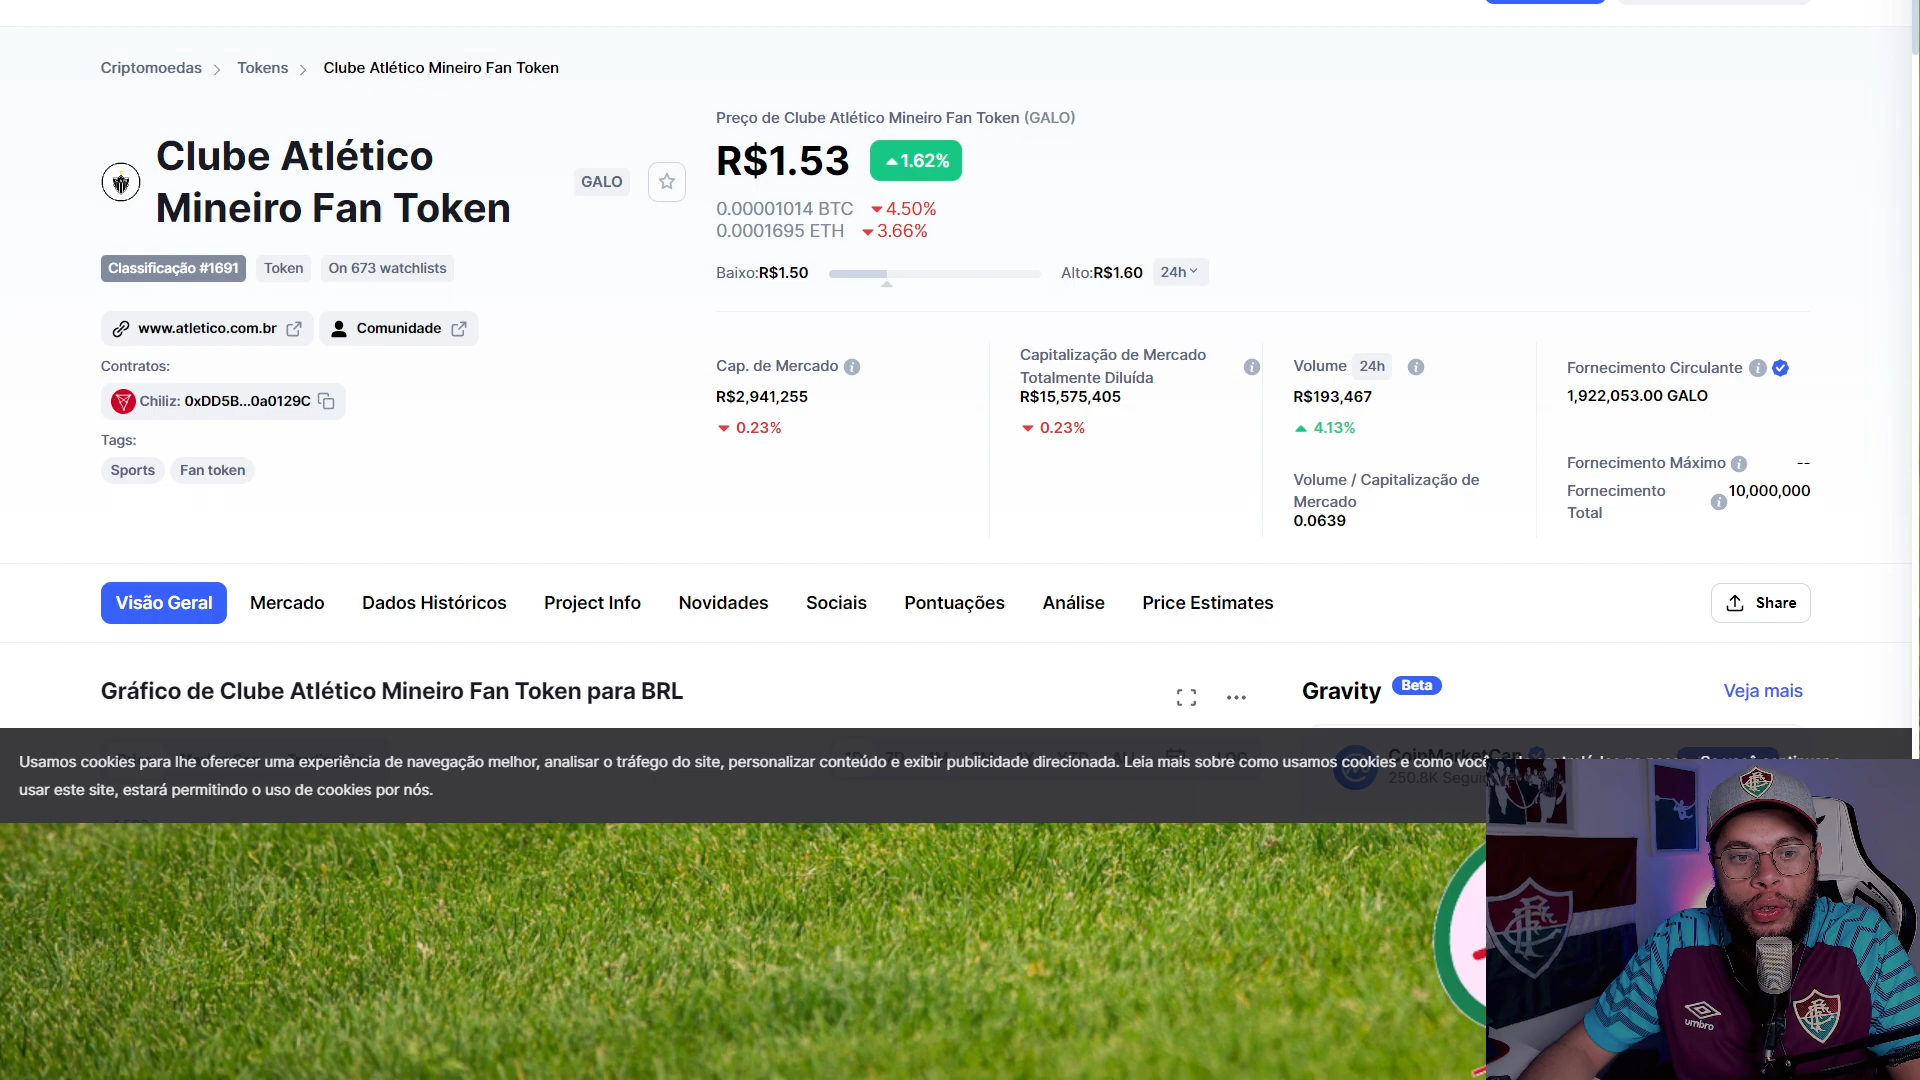 Criptomoedas > Tokens > Clube Atlético Mineiro Fan Token
Clube Atlético
Mineiro Fan Token
GALO
Classificação #1691
Token
On 673 watchlists
www.atletico.com.br
Comunidade
Contratos:
Chiliz: 0xDD5B...0a0129C
Tags:
Sports
Fan token
Preço de Clube Atlético Mineiro Fan Token (GALO)
R$1.53
1.62%
0.00001014 BTC 4.50%
0.0001695 ETH 3.66%
Baixo:R$1.50
Alto:R$1.60
24h
Cap. de Mercado
R$2,941,255
0.23%
Capitalização de Mercado
Totalmente Diluída
R$15,575,405
0.23%
Volume 24h
R$193,467
4.13%
Volume / Capitalização de
Mercado
0.0639
Fornecimento Circulante
1,922,053.00 GALO
Fornecimento Máximo --
Fornecimento
Total
10,000,000
Visão Geral
Mercado
Dados Históricos
Project Info
Novidades
Sociais
Pontuações
Análise
Price Estimates
Share
Gráfico de Clube Atlético Mineiro Fan Token para BRL
Gravity Beta
Veja mais
CoinMarketCap
250.8K
Usamos cookies para lhe oferecer uma experiência de navegação melhor, analisar o tráfego do site, personalizar conteúdo e exibir publicidade direcionada. Leia mais sobre como usamos cookies e como você
usar este site, estará permitindo o uso de cookies por nós.
umbro